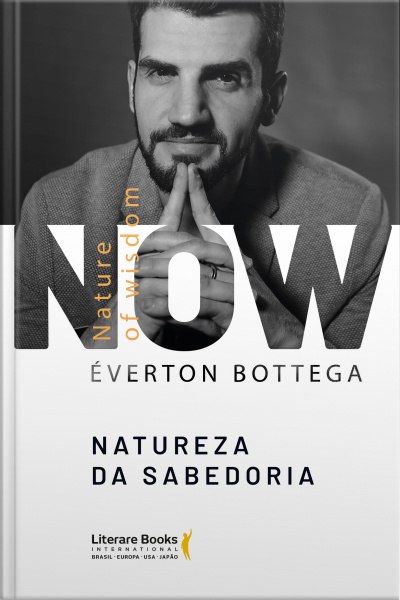 NOW
Nature
of wisdom
ÉVERTON BOTTEGA
NATUREZA
DA SABEDORIA
Literare Books
INTERNATIONAL
BRASIL · EUROPA · USA · JAPÃO